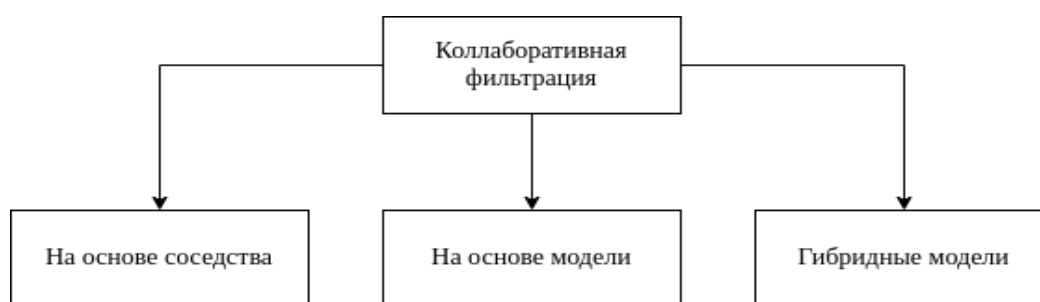 Коллаборативная
фильтрация
На основе соседства
На основе модели
Гибридные модели